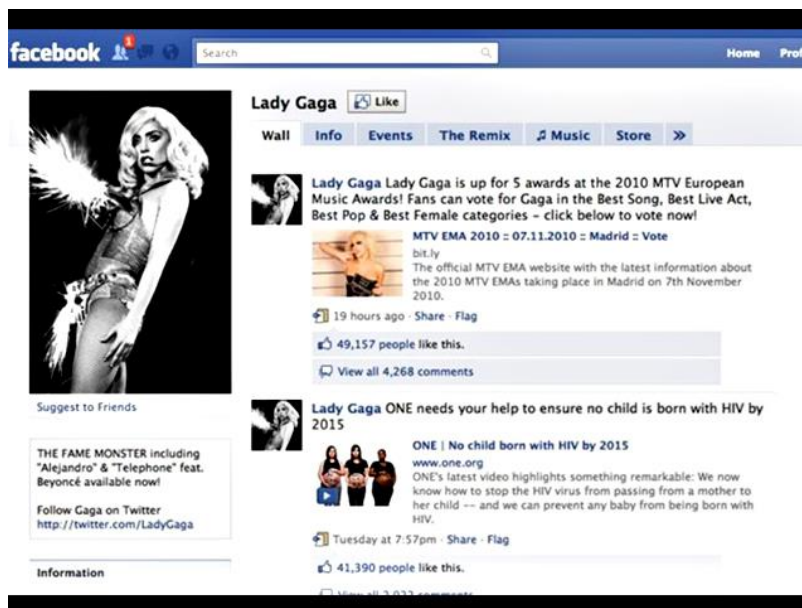 facebook
1
Search
Home
Prof
Lady Gaga
Like
Wall
Info
Events
The Remix
Music
Store
»
Lady Gaga Lady Gaga is up for 5 awards at the 2010 MTV European
Music Awards! Fans can vote for Gaga in the Best Song, Best Live Act,
Best Pop & Best Female categories – click below to vote now!
MTV EMA 2010 :: 07.11.2010 :: Madrid :: Vote
bit.ly
The official MTV EMA website with the latest information about
the 2010 MTV EMAs taking place in Madrid on 7th November
2010.
19 hours ago · Share · Flag
49,157 people like this.
View all 4,268 comments
Suggest to Friends
THE FAME MONSTER including
"Alejandro" & "Telephone" feat.
Beyoncé available now!
Follow Gaga on Twitter
http://twitter.com/LadyGaga
Information
Lady Gaga ONE needs your help to ensure no child is born with HIV by
2015
ONE | No child born with HIV by 2015
www.one.org
ONE's latest video highlights something remarkable: We now
know how to stop the HIV virus from passing from a mother to
her child -- and we can prevent any baby from being born with
HIV.
Tuesday at 7:57pm · Share · Flag
41,390 people like this.
View all
comments